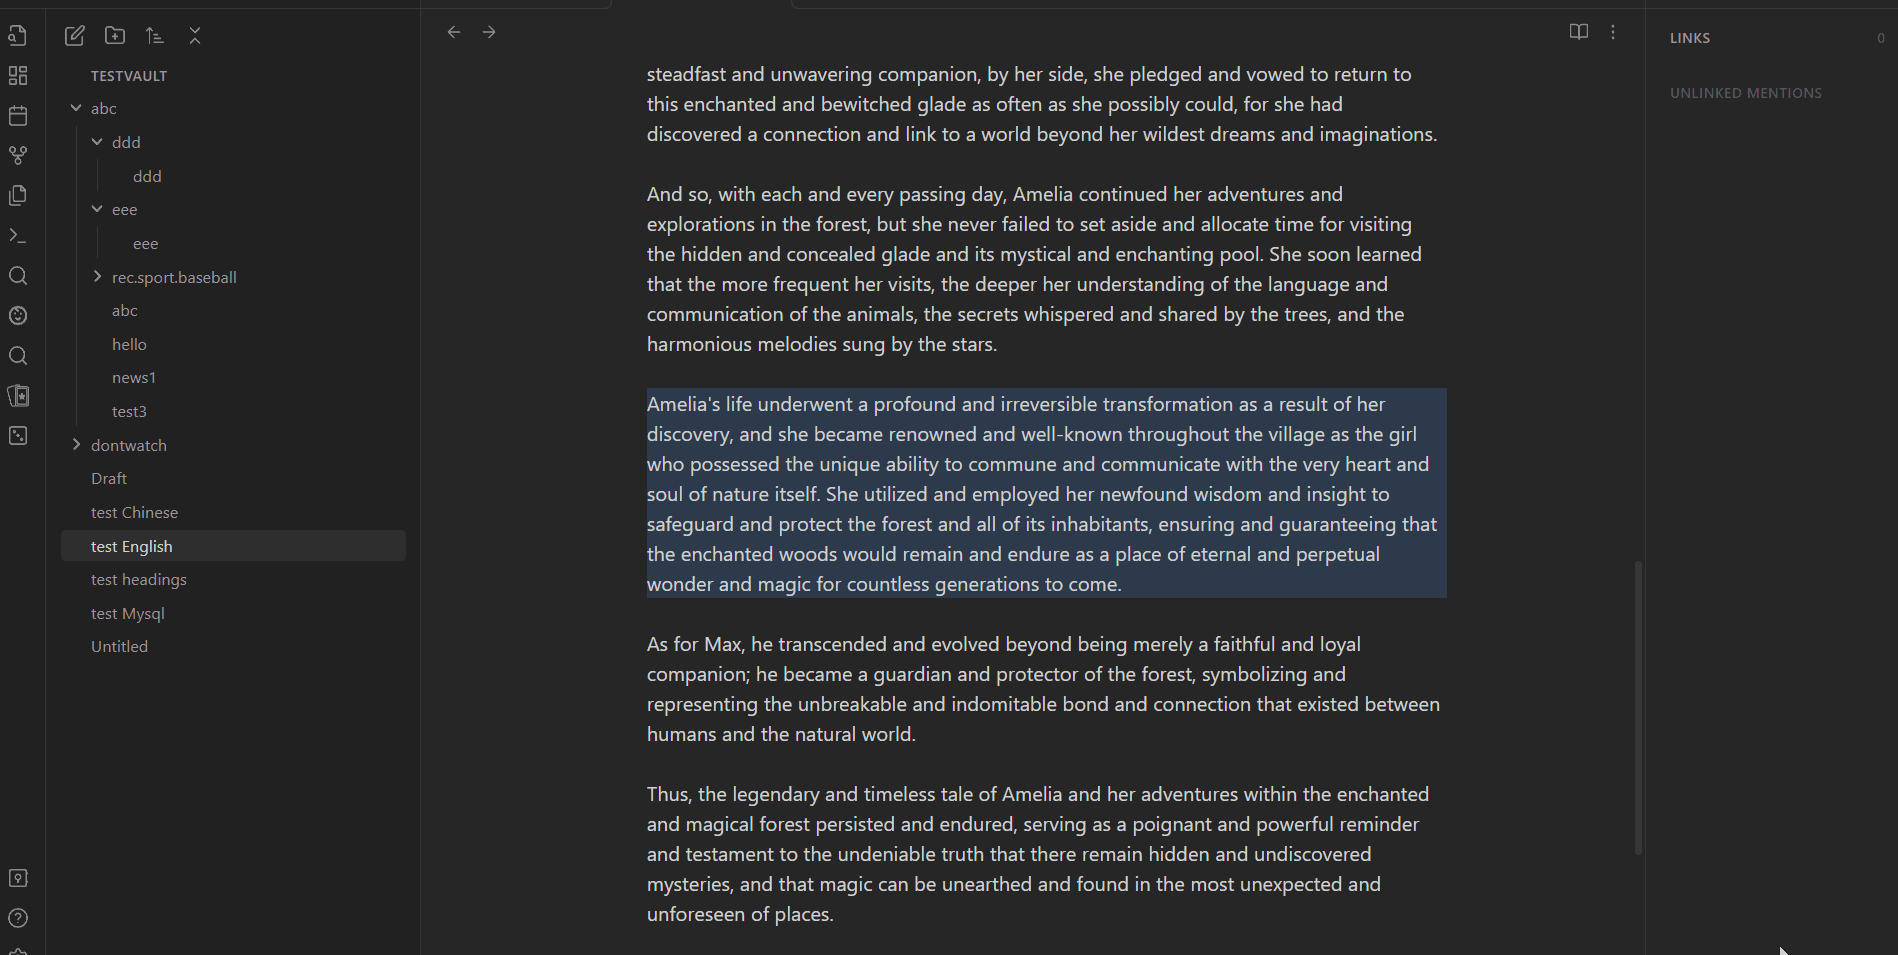 TESTVAULT
abc
ddd
ddd
eee
eee
rec.sport.baseball
abc
hello
news1
test3
dontwatch
Draft
test Chinese
test English
test headings
test Mysql
Untitled
steadfast and unwavering companion, by her side, she pledged and vowed to return to
this enchanted and bewitched glade as often as she possibly could, for she had
discovered a connection and link to a world beyond her wildest dreams and imaginations.
And so, with each and every passing day, Amelia continued her adventures and
explorations in the forest, but she never failed to set aside and allocate time for visiting
the hidden and concealed glade and its mystical and enchanting pool. She soon learned
that the more frequent her visits, the deeper her understanding of the language and
communication of the animals, the secrets whispered and shared by the trees, and the
harmonious melodies sung by the stars.
Amelia's life underwent a profound and irreversible transformation as a result of her
discovery, and she became renowned and well-known throughout the village as the girl
who possessed the unique ability to commune and communicate with the very heart and
soul of nature itself. She utilized and employed her newfound wisdom and insight to
safeguard and protect the forest and all of its inhabitants, ensuring and guaranteeing that
the enchanted woods would remain and endure as a place of eternal and perpetual
wonder and magic for countless generations to come.
As for Max, he transcended and evolved beyond being merely a faithful and loyal
companion; he became a guardian and protector of the forest, symbolizing and
representing the unbreakable and indomitable bond and connection that existed between
humans and the natural world.
Thus, the legendary and timeless tale of Amelia and her adventures within the enchanted
and magical forest persisted and endured, serving as a poignant and powerful reminder
and testament to the undeniable truth that there remain hidden and undiscovered
mysteries, and that magic can be unearthed and found in the most unexpected and
unforeseen of places.
LINKS 0
UNLINKED MENTIONS